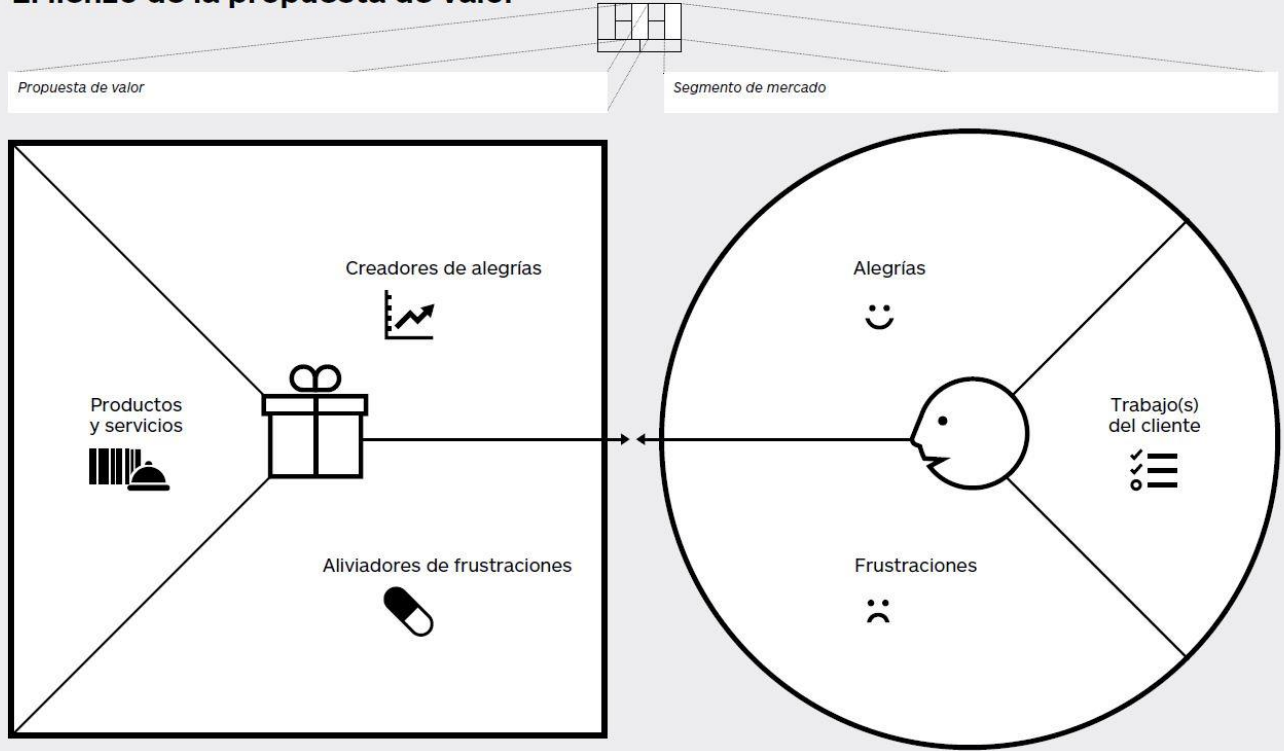 El lienzo de la propuesta de valor
Propuesta de valor
Segmento de mercado
Creadores de alegrías
Alegrías
Productos
y servicios
Trabajo(s)
del cliente
Aliviadores de frustraciones
Frustraciones